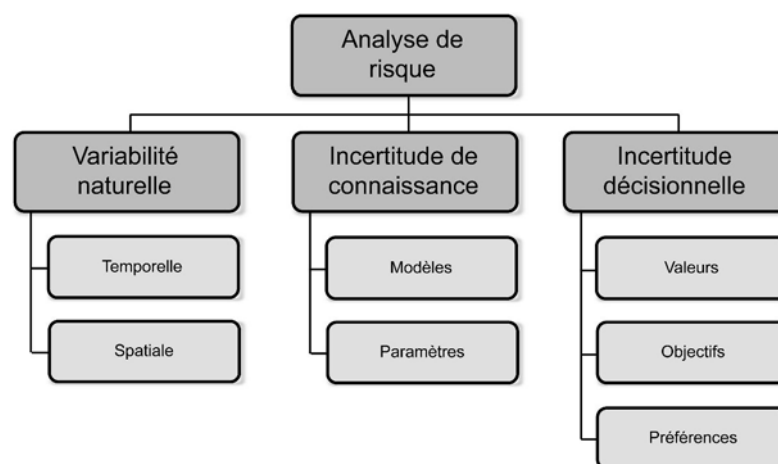 Analyse de
risque
Variabilité
naturelle
Incertitude de
connaissance
Incertitude
décisionnelle
Temporelle
Modèles
Valeurs
Spatiale
Paramètres
Objectifs
Préférences